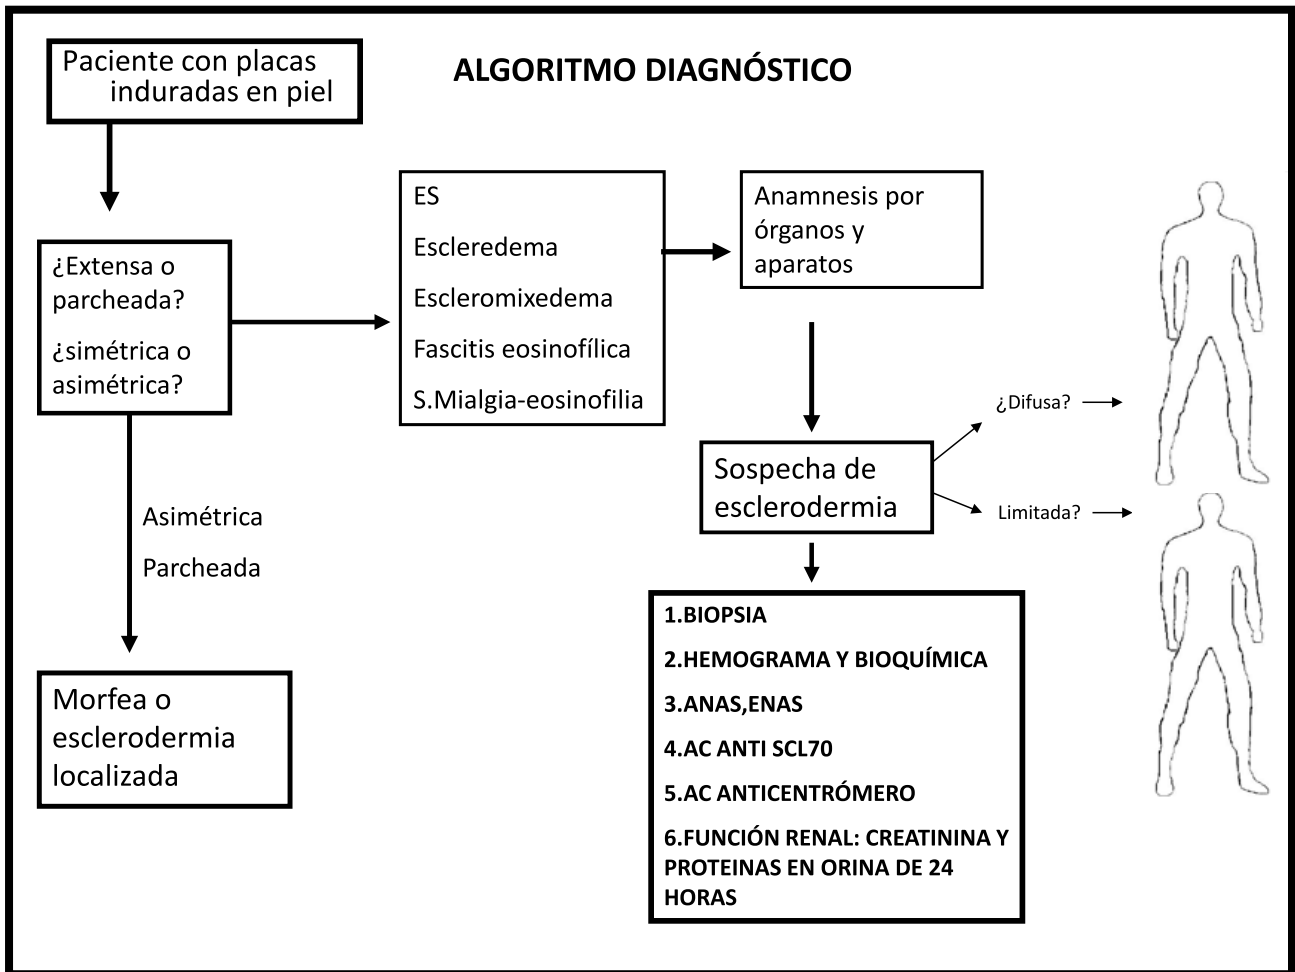 Paciente con placas
induradas en piel
ALGORITMO DIAGNÓSTICO
¿Extensa o
parcheada?
¿simétrica o
asimétrica?
ES
Escleredema
Escleromixedema
Fascitis eosinofílica
S.Mialgia-eosinofilia
Anamnesis por
órganos y
aparatos
Sospecha de
esclerodermia
¿Difusa?
Limitada?
Asimétrica
Parcheada
Morfea o
esclerodermia
localizada
1.BIOPSIA
2.HEMOGRAMA Y BIOQUÍMICA
3.ANAS,ENAS
4.AC ANTI SCL70
5.AC ANTICENTRÓMERO
6.FUNCIÓN RENAL: CREATININA Y
PROTEINAS EN ORINA DE 24
HORAS